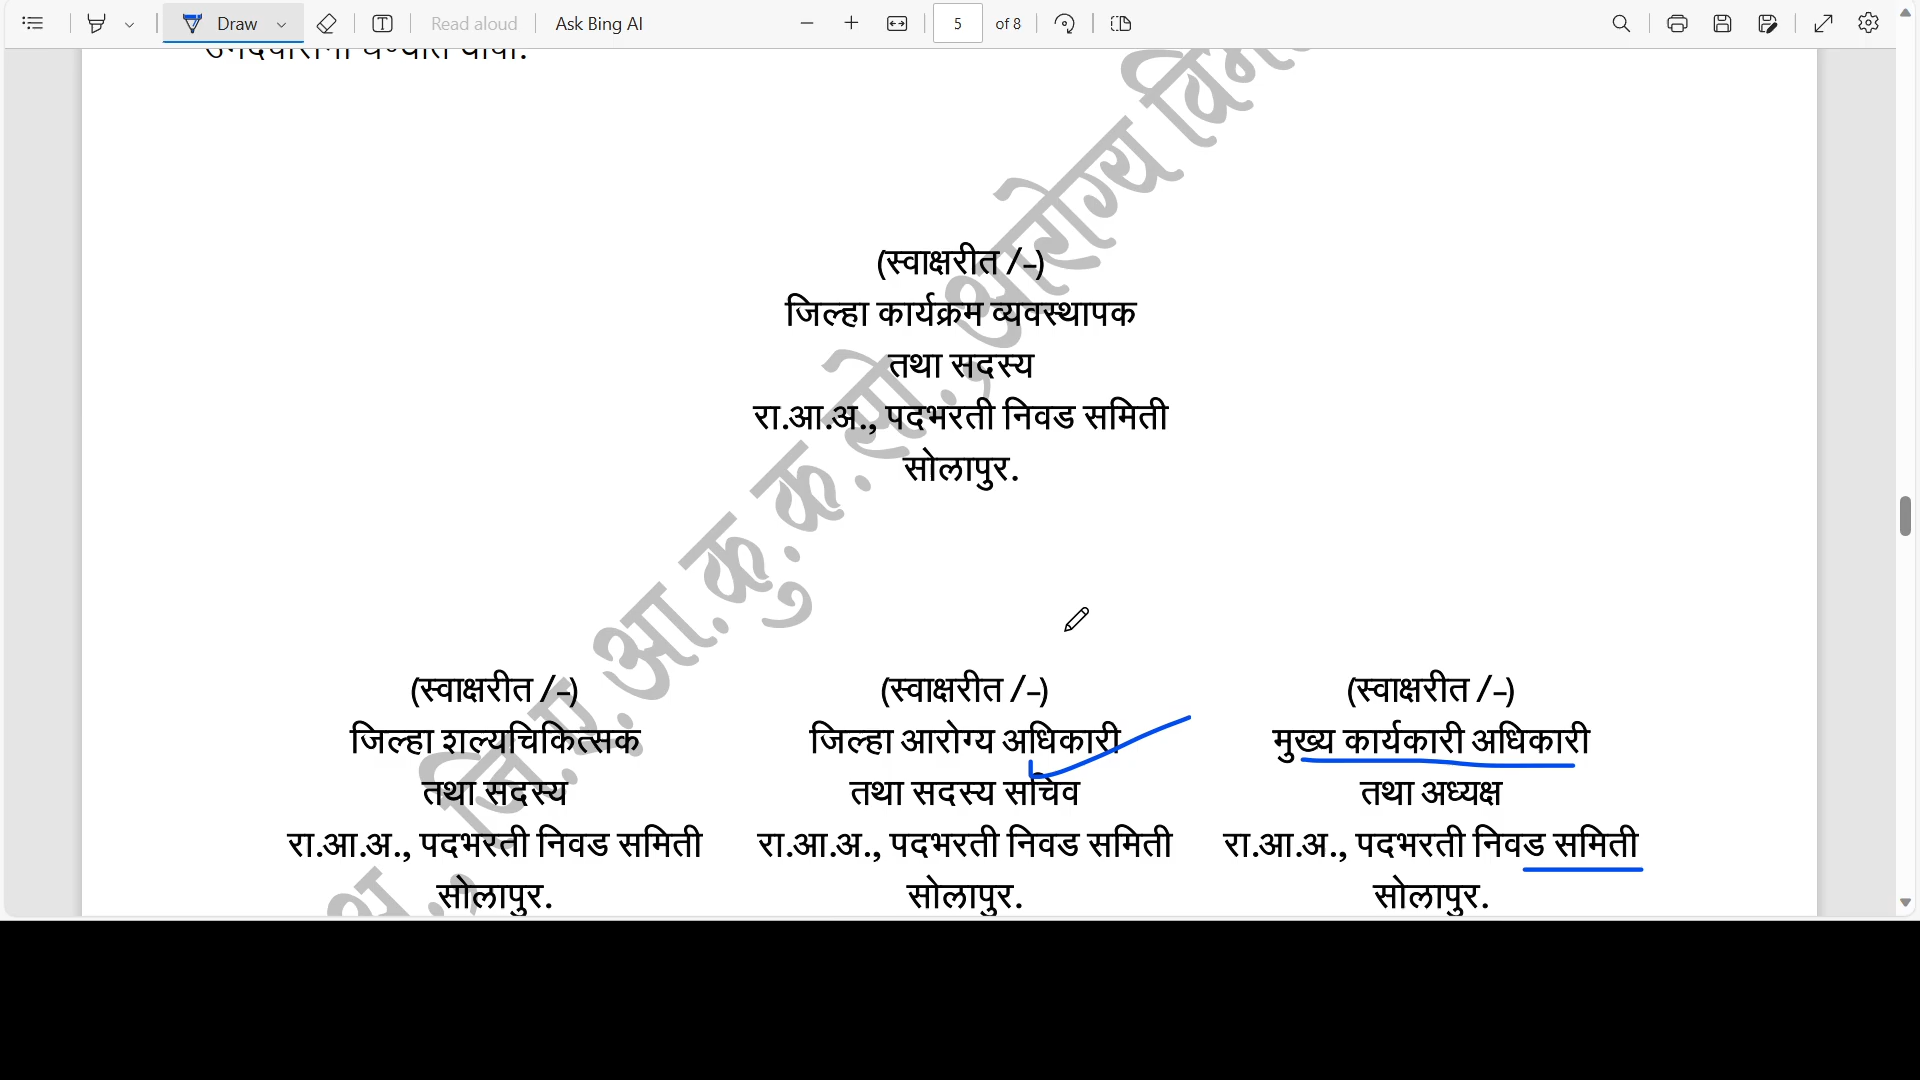 Draw
Read aloud
Ask Bing AI
5
of 8
(स्वाक्षरीत /-)
जिल्हा कार्यक्रम व्यवस्थापक
तथा सदस्य
रा.आ.अ., पदभरती निवड समिती
सोलापुर.
(स्वाक्षरीत /-)
जिल्हा शल्यचिकित्सक
तथा सदस्य
रा.आ.अ., पदभरती निवड समिती
सोलापुर.
(स्वाक्षरीत /-)
जिल्हा आरोग्य अधिकारी
तथा सदस्य सचिव
रा.आ.अ., पदभरती निवड समिती
सोलापुर.
(स्वाक्षरीत /-)
मुख्य कार्यकारी अधिकारी
तथा अध्यक्ष
रा.आ.अ., पदभरती निवड समिती
सोलापुर.
जि.ए.आ.कु.क.सो., आरोग्य